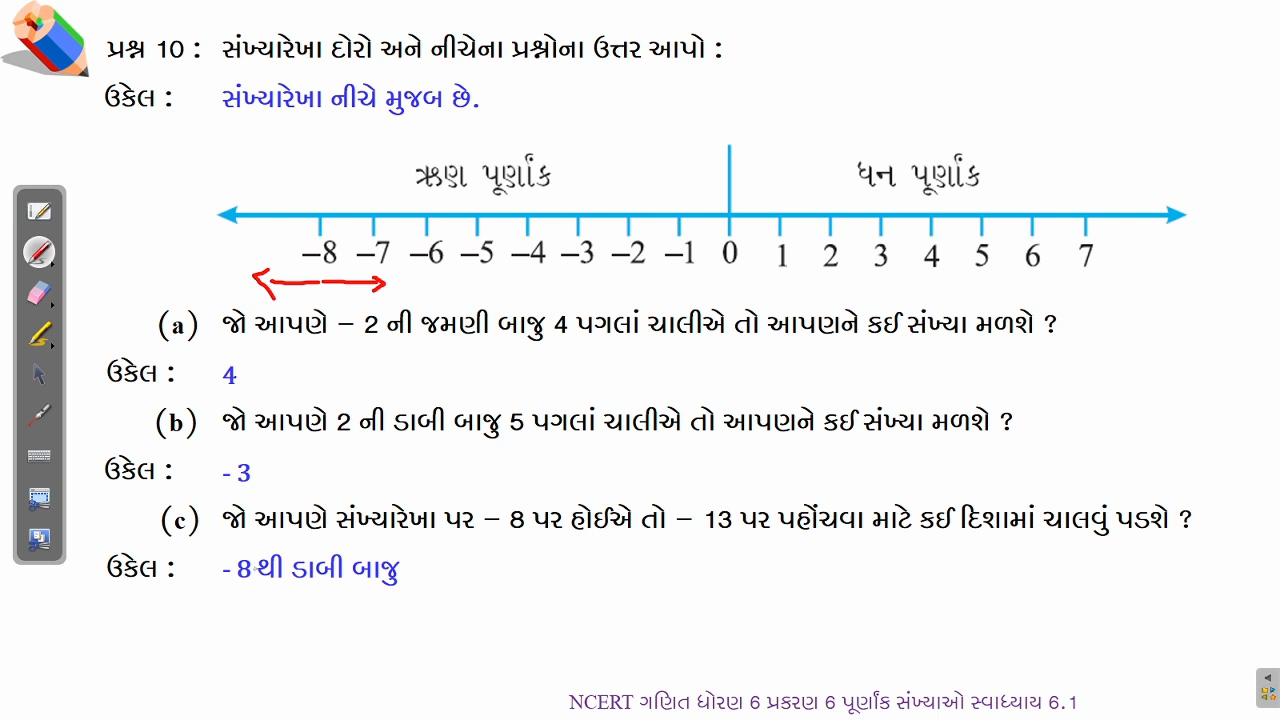 પ્રશ્ન 10 : સંખ્યારેખા દોરો અને નીચેના પ્રશ્નોના ઉત્તર આપો :
ઉકેલ : સંખ્યારેખા નીચે મુજબ છે.
ઋણ પૂર્ણાંક ધન પૂર્ણાંક
–8 –7 –6 –5 –4 –3 –2 –1 0 1 2 3 4 5 6 7
(a) જો આપણે – 2 ની જમણી બાજુ 4 પગલાં ચાલીએ તો આપણને કઈ સંખ્યા મળશે ?
ઉકેલ : 4
(b) જો આપણે 2 ની ડાબી બાજુ 5 પગલાં ચાલીએ તો આપણને કઈ સંખ્યા મળશે ?
ઉકેલ : - 3
(c) જો આપણે સંખ્યારેખા પર – 8 પર હોઈએ તો – 13 પર પહોંચવા માટે કઈ દિશામાં ચાલવું પડશે ?
ઉકેલ : - 8 થી ડાબી બાજુ
NCERT ગણિત ધોરણ 6 પ્રકરણ 6 પૂર્ણાંક સંખ્યાઓ સ્વાધ્યાય 6.1